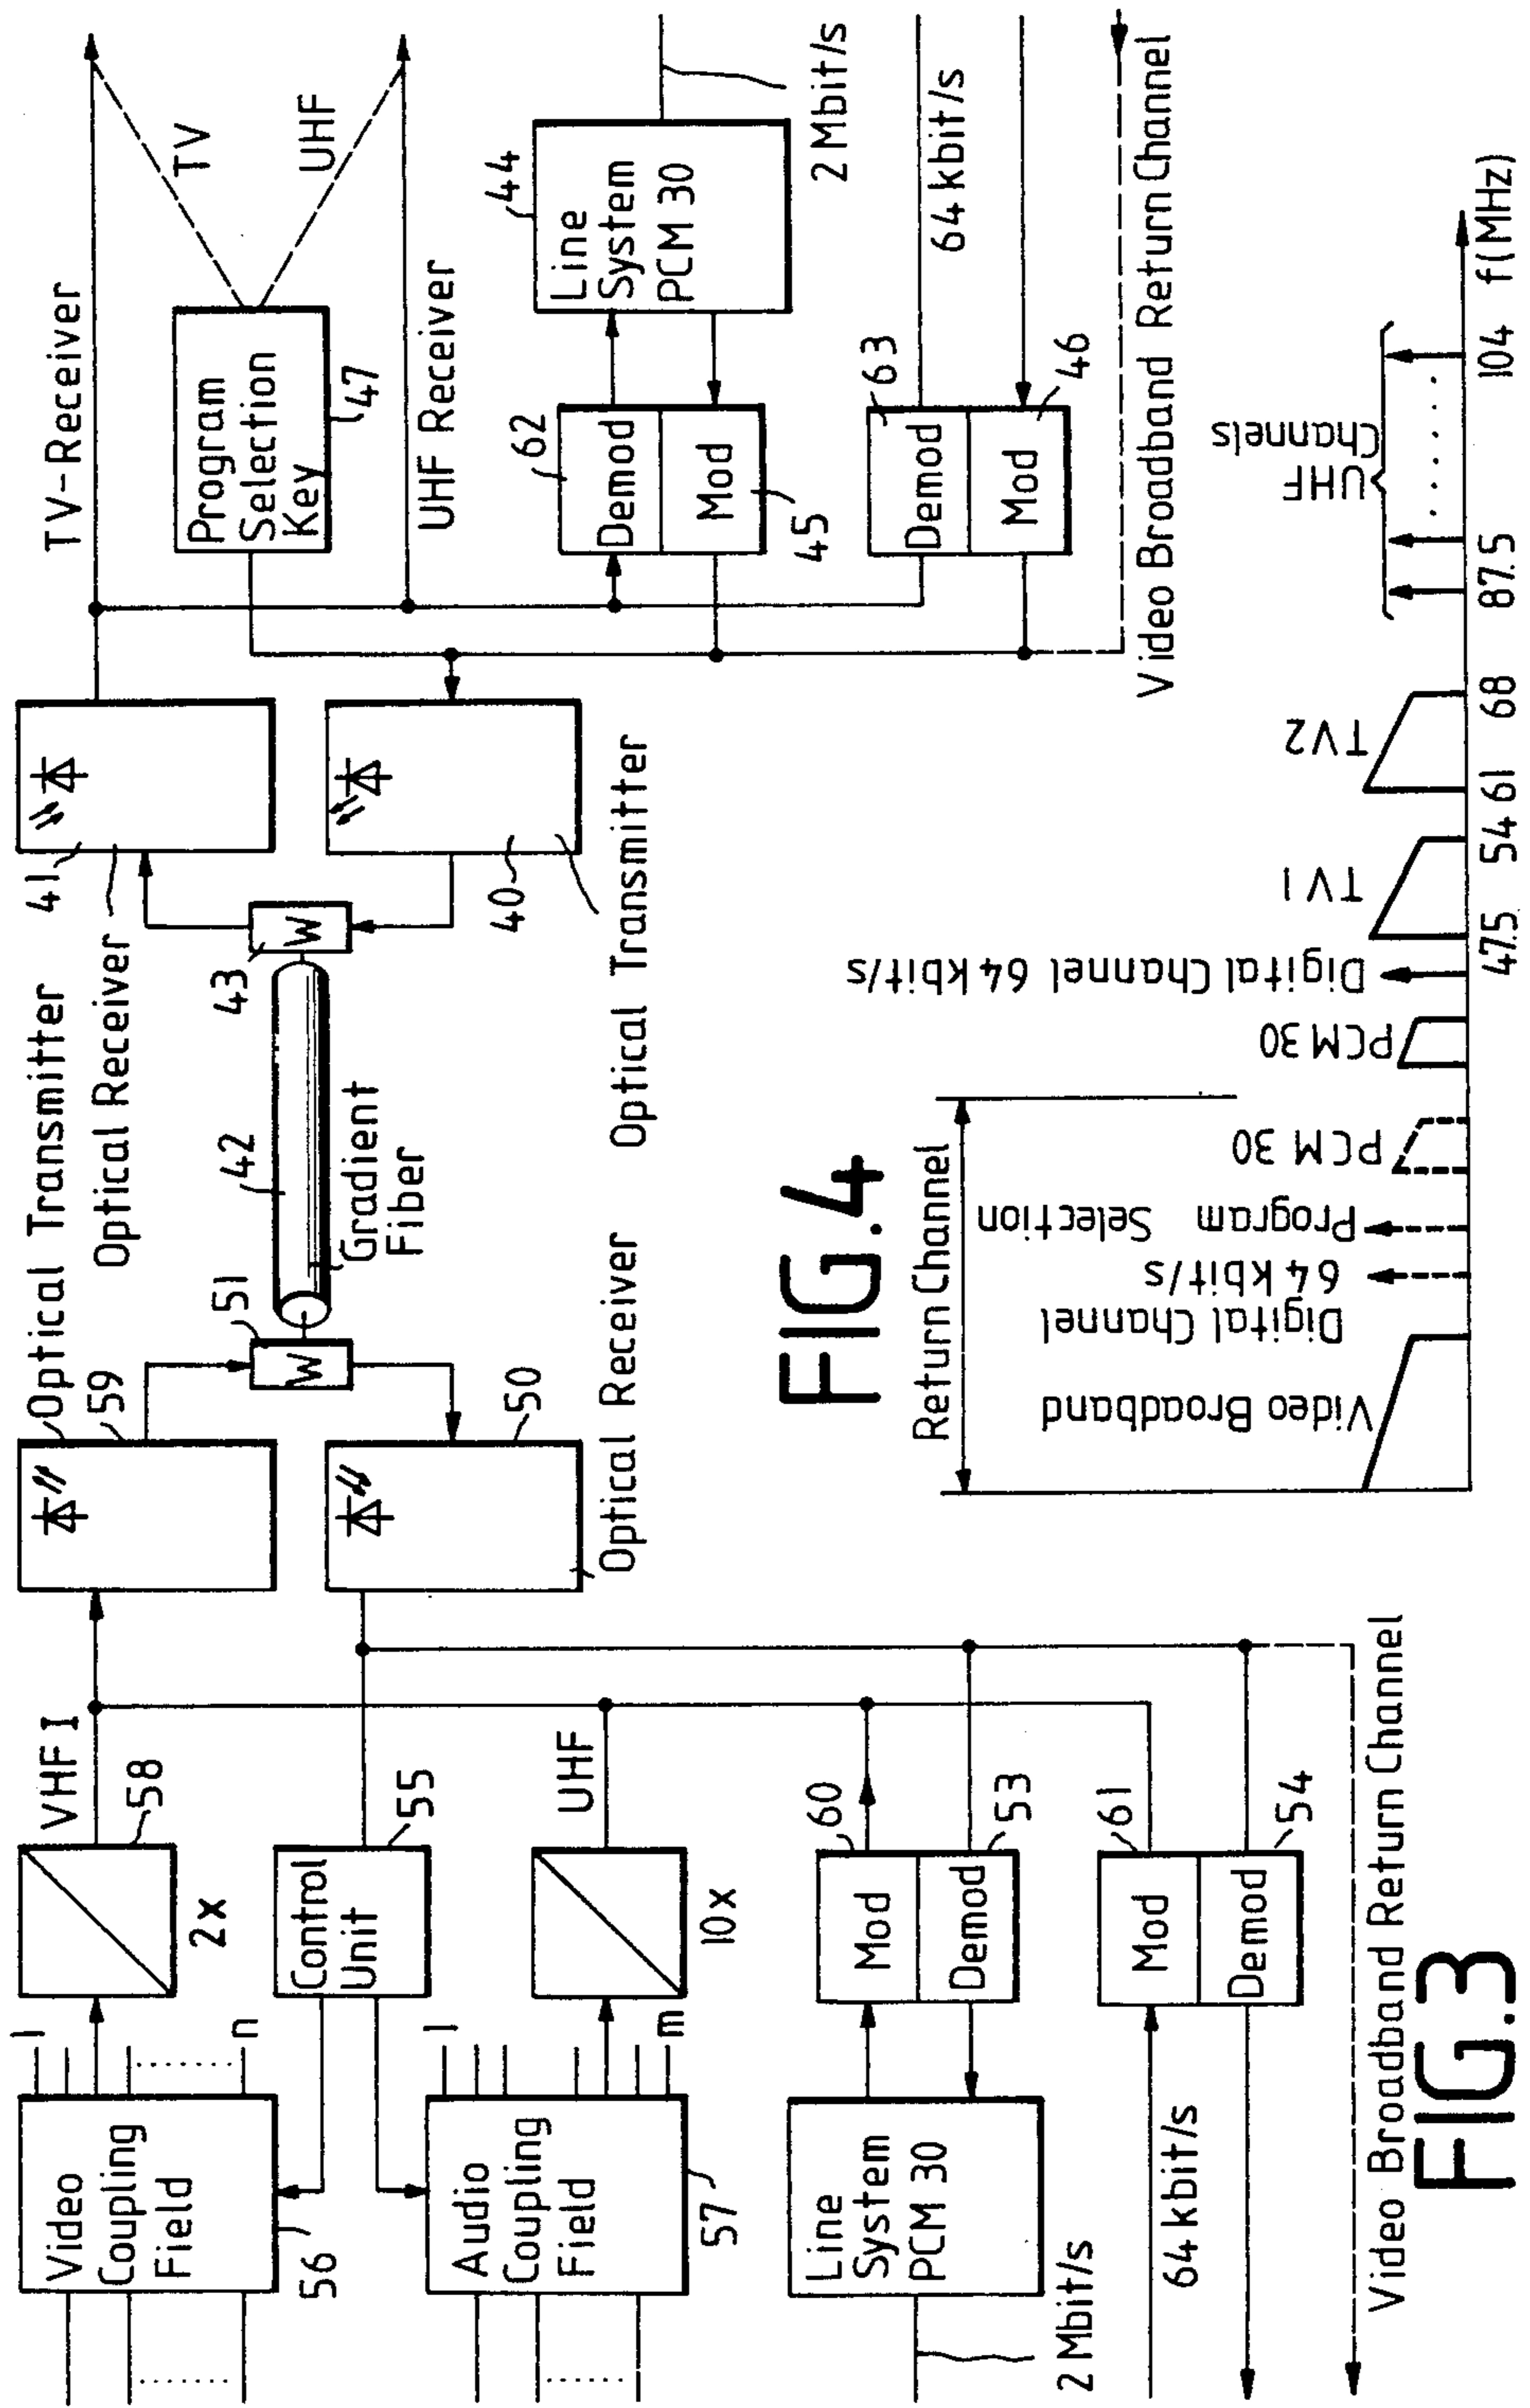 Video
Coupling
Field
56
1
n
2x
58
VHF I
Control
Unit
55
Audio
Coupling
Field
57
1
m
10x
UHF
Line
System
PCM 30
2 Mbit/s
Mod
60
Demod
53
64 kbit/s
Mod
61
Demod
54
Video Broadband Return Channel
FIG.3
Optical Transmitter
59
50
Optical Receiver
W
51
42
Gradient
Fiber
W
43
Optical Receiver
41
40
Optical Transmitter
TV-Receiver
Program
Selection
Key
47
TV
UHF
UHF Receiver
Demod
62
Mod
45
Line
System
PCM 30
44
2 Mbit/s
Demod
63
Mod
46
64 kbit/s
Video Broadband Return Channel
FIG.4
Return Channel
Video Broadband
Digital Channel
64 kbit/s
Program Selection
PCM 30
PCM 30
Digital Channel 64 kbit/s
TV1
TV2
UHF
Channels
47.5
54
61
68
87.5
104
f(MHz)